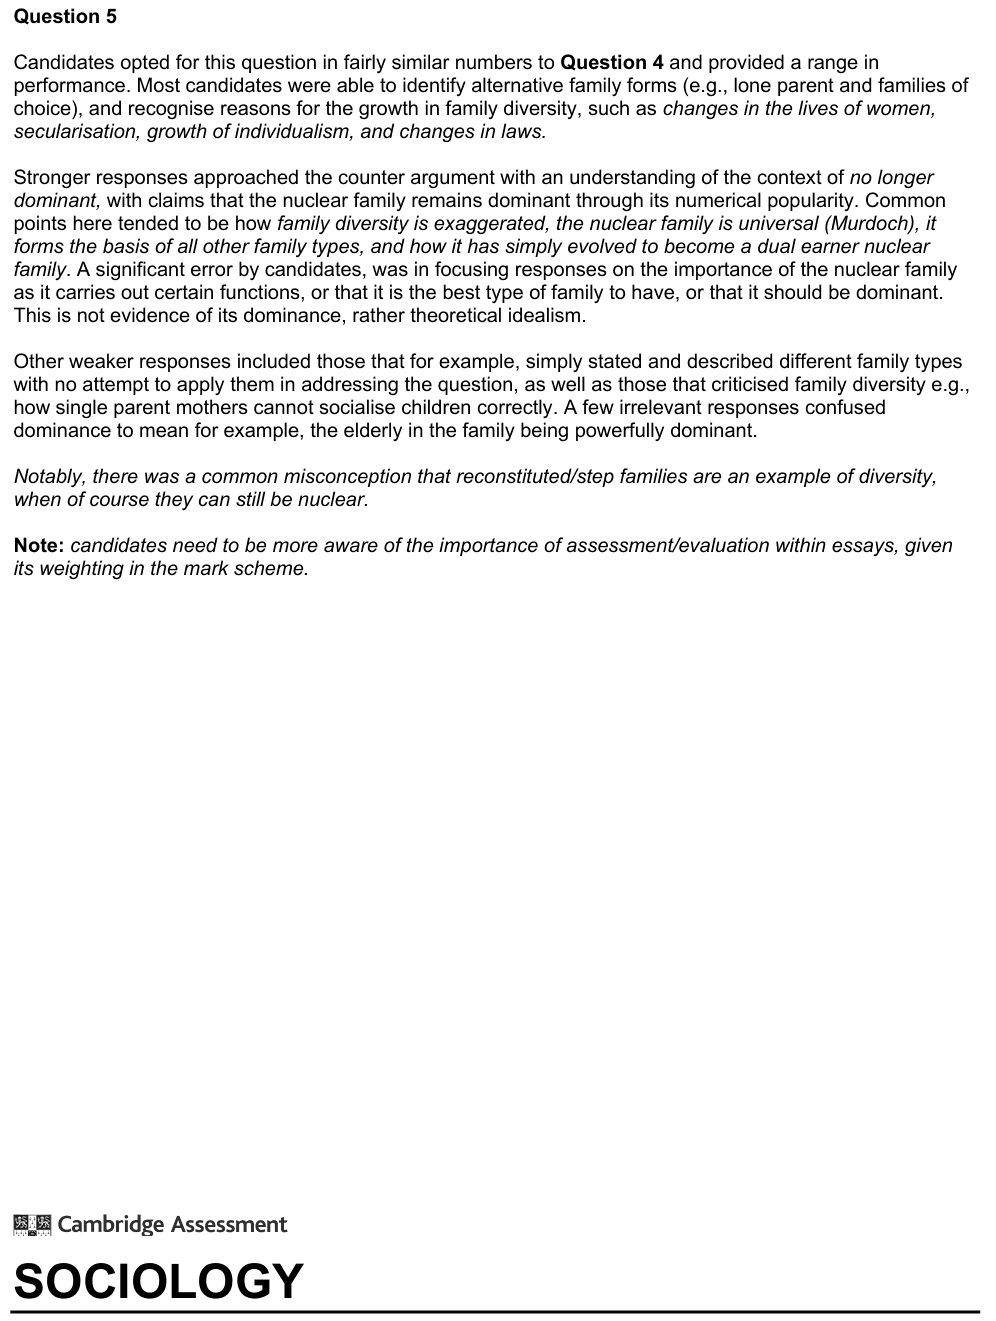 Question 5
Candidates opted for this question in fairly similar numbers to Question 4 and provided a range in
performance. Most candidates were able to identify alternative family forms (e.g., lone parent and families of
choice), and recognise reasons for the growth in family diversity, such as changes in the lives of women,
secularisation, growth of individualism, and changes in laws.
Stronger responses approached the counter argument with an understanding of the context of no longer
dominant, with claims that the nuclear family remains dominant through its numerical popularity. Common
points here tended to be how family diversity is exaggerated, the nuclear family is universal (Murdoch), it
forms the basis of all other family types, and how it has simply evolved to become a dual earner nuclear
family. A significant error by candidates, was in focusing responses on the importance of the nuclear family
as it carries out certain functions, or that it is the best type of family to have, or that it should be dominant.
This is not evidence of its dominance, rather theoretical idealism.
Other weaker responses included those that for example, simply stated and described different family types
with no attempt to apply them in addressing the question, as well as those that criticised family diversity e.g.,
how single parent mothers cannot socialise children correctly. A few irrelevant responses confused
dominance to mean for example, the elderly in the family being powerfully dominant.
Notably, there was a common misconception that reconstituted/step families are an example of diversity,
when of course they can still be nuclear.
Note: candidates need to be more aware of the importance of assessment/evaluation within essays, given
its weighting in the mark scheme.
Cambridge Assessment
SOCIOLOGY